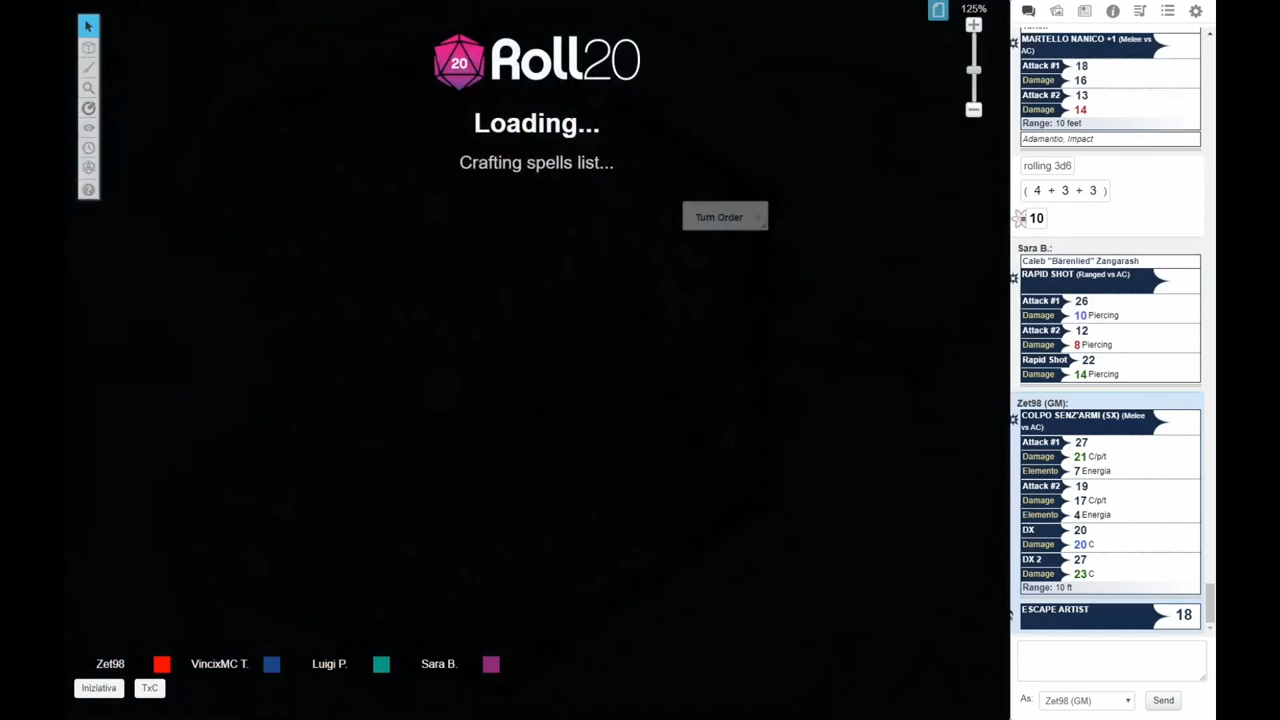 125%
20 Roll20
Loading...
Crafting spells list...
Turn Order
MARTELLO NANICO +1 (Melee vs
AC)
Attack #1 18
Damage 16
Attack #2 13
Damage 14
Range: 10 feet
Adamantio, Impact
rolling 3d6
( 4 + 3 + 3 )
= 10
Sara B.:
Caleb "Bärenlied" Zangarash
RAPID SHOT (Ranged vs AC)
Attack #1 26
Damage 10 Piercing
Attack #2 12
Damage 8 Piercing
Rapid Shot 22
Damage 14 Piercing
Zet98 (GM):
COLPO SENZ'ARMI (SX) (Melee
vs AC)
Attack #1 27
Damage 21 C/p/t
Elemento 7 Energia
Attack #2 19
Damage 17 C/p/t
Elemento 4 Energia
DX 20
Damage 20 C
DX 2 27
Damage 23 C
Range: 10 ft
ESCAPE ARTIST 18
Zet98 VincixMC T. Luigi P. Sara B.
Iniziativa TxC
As: Zet98 (GM) Send